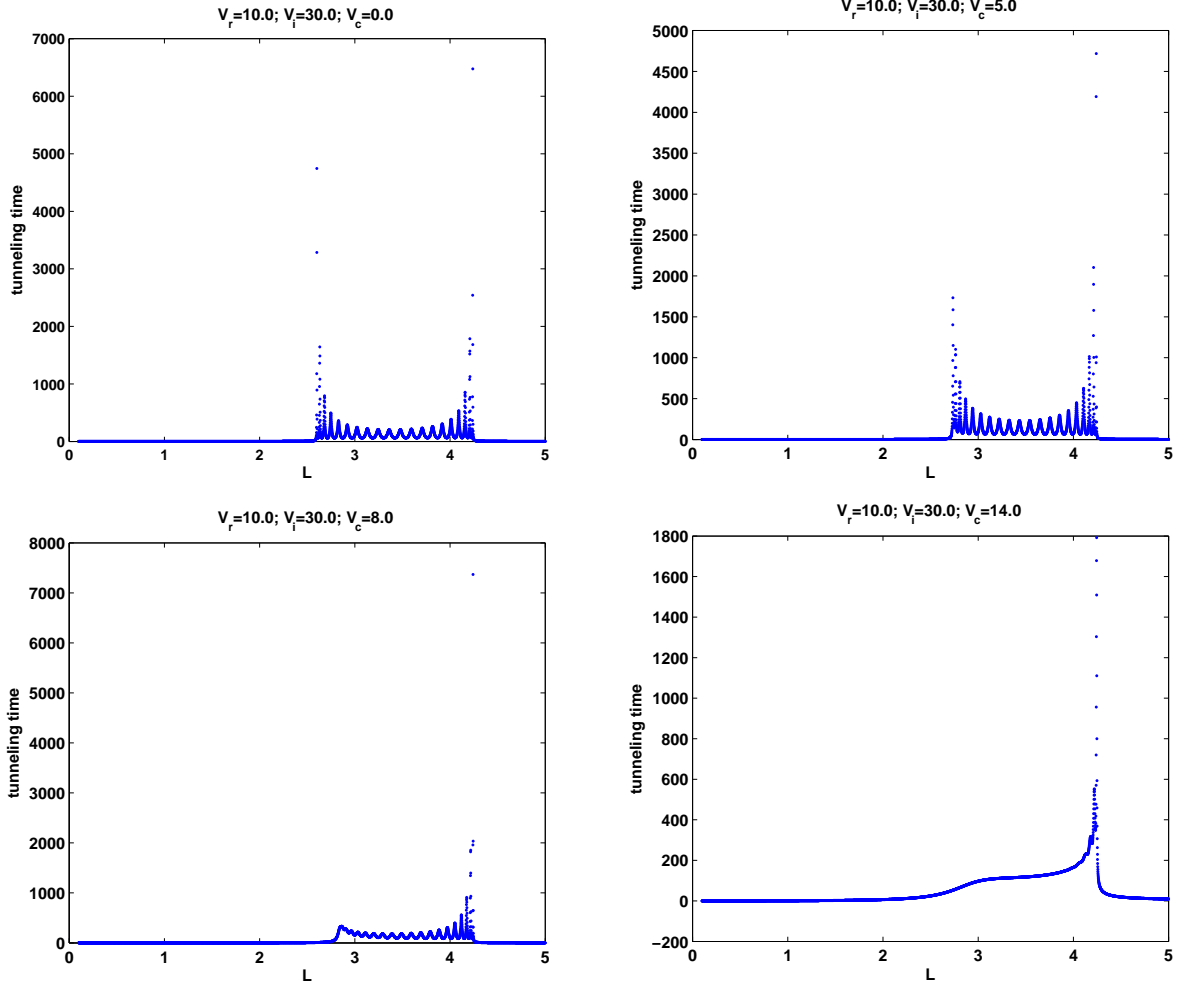 V_r=10.0; V_i=30.0; V_c=0.0
7000
6000
5000
4000
3000
2000
1000
0
tunneling time
0 1 2 3 4 5
L
V_r=10.0; V_i=30.0; V_c=5.0
5000
4500
4000
3500
3000
2500
2000
1500
1000
500
0
tunneling time
0 1 2 3 4 5
L
V_r=10.0; V_i=30.0; V_c=8.0
8000
7000
6000
5000
4000
3000
2000
1000
0
tunneling time
0 1 2 3 4 5
L
V_r=10.0; V_i=30.0; V_c=14.0
1800
1600
1400
1200
1000
800
600
400
200
0
−200
tunneling time
0 1 2 3 4 5
L